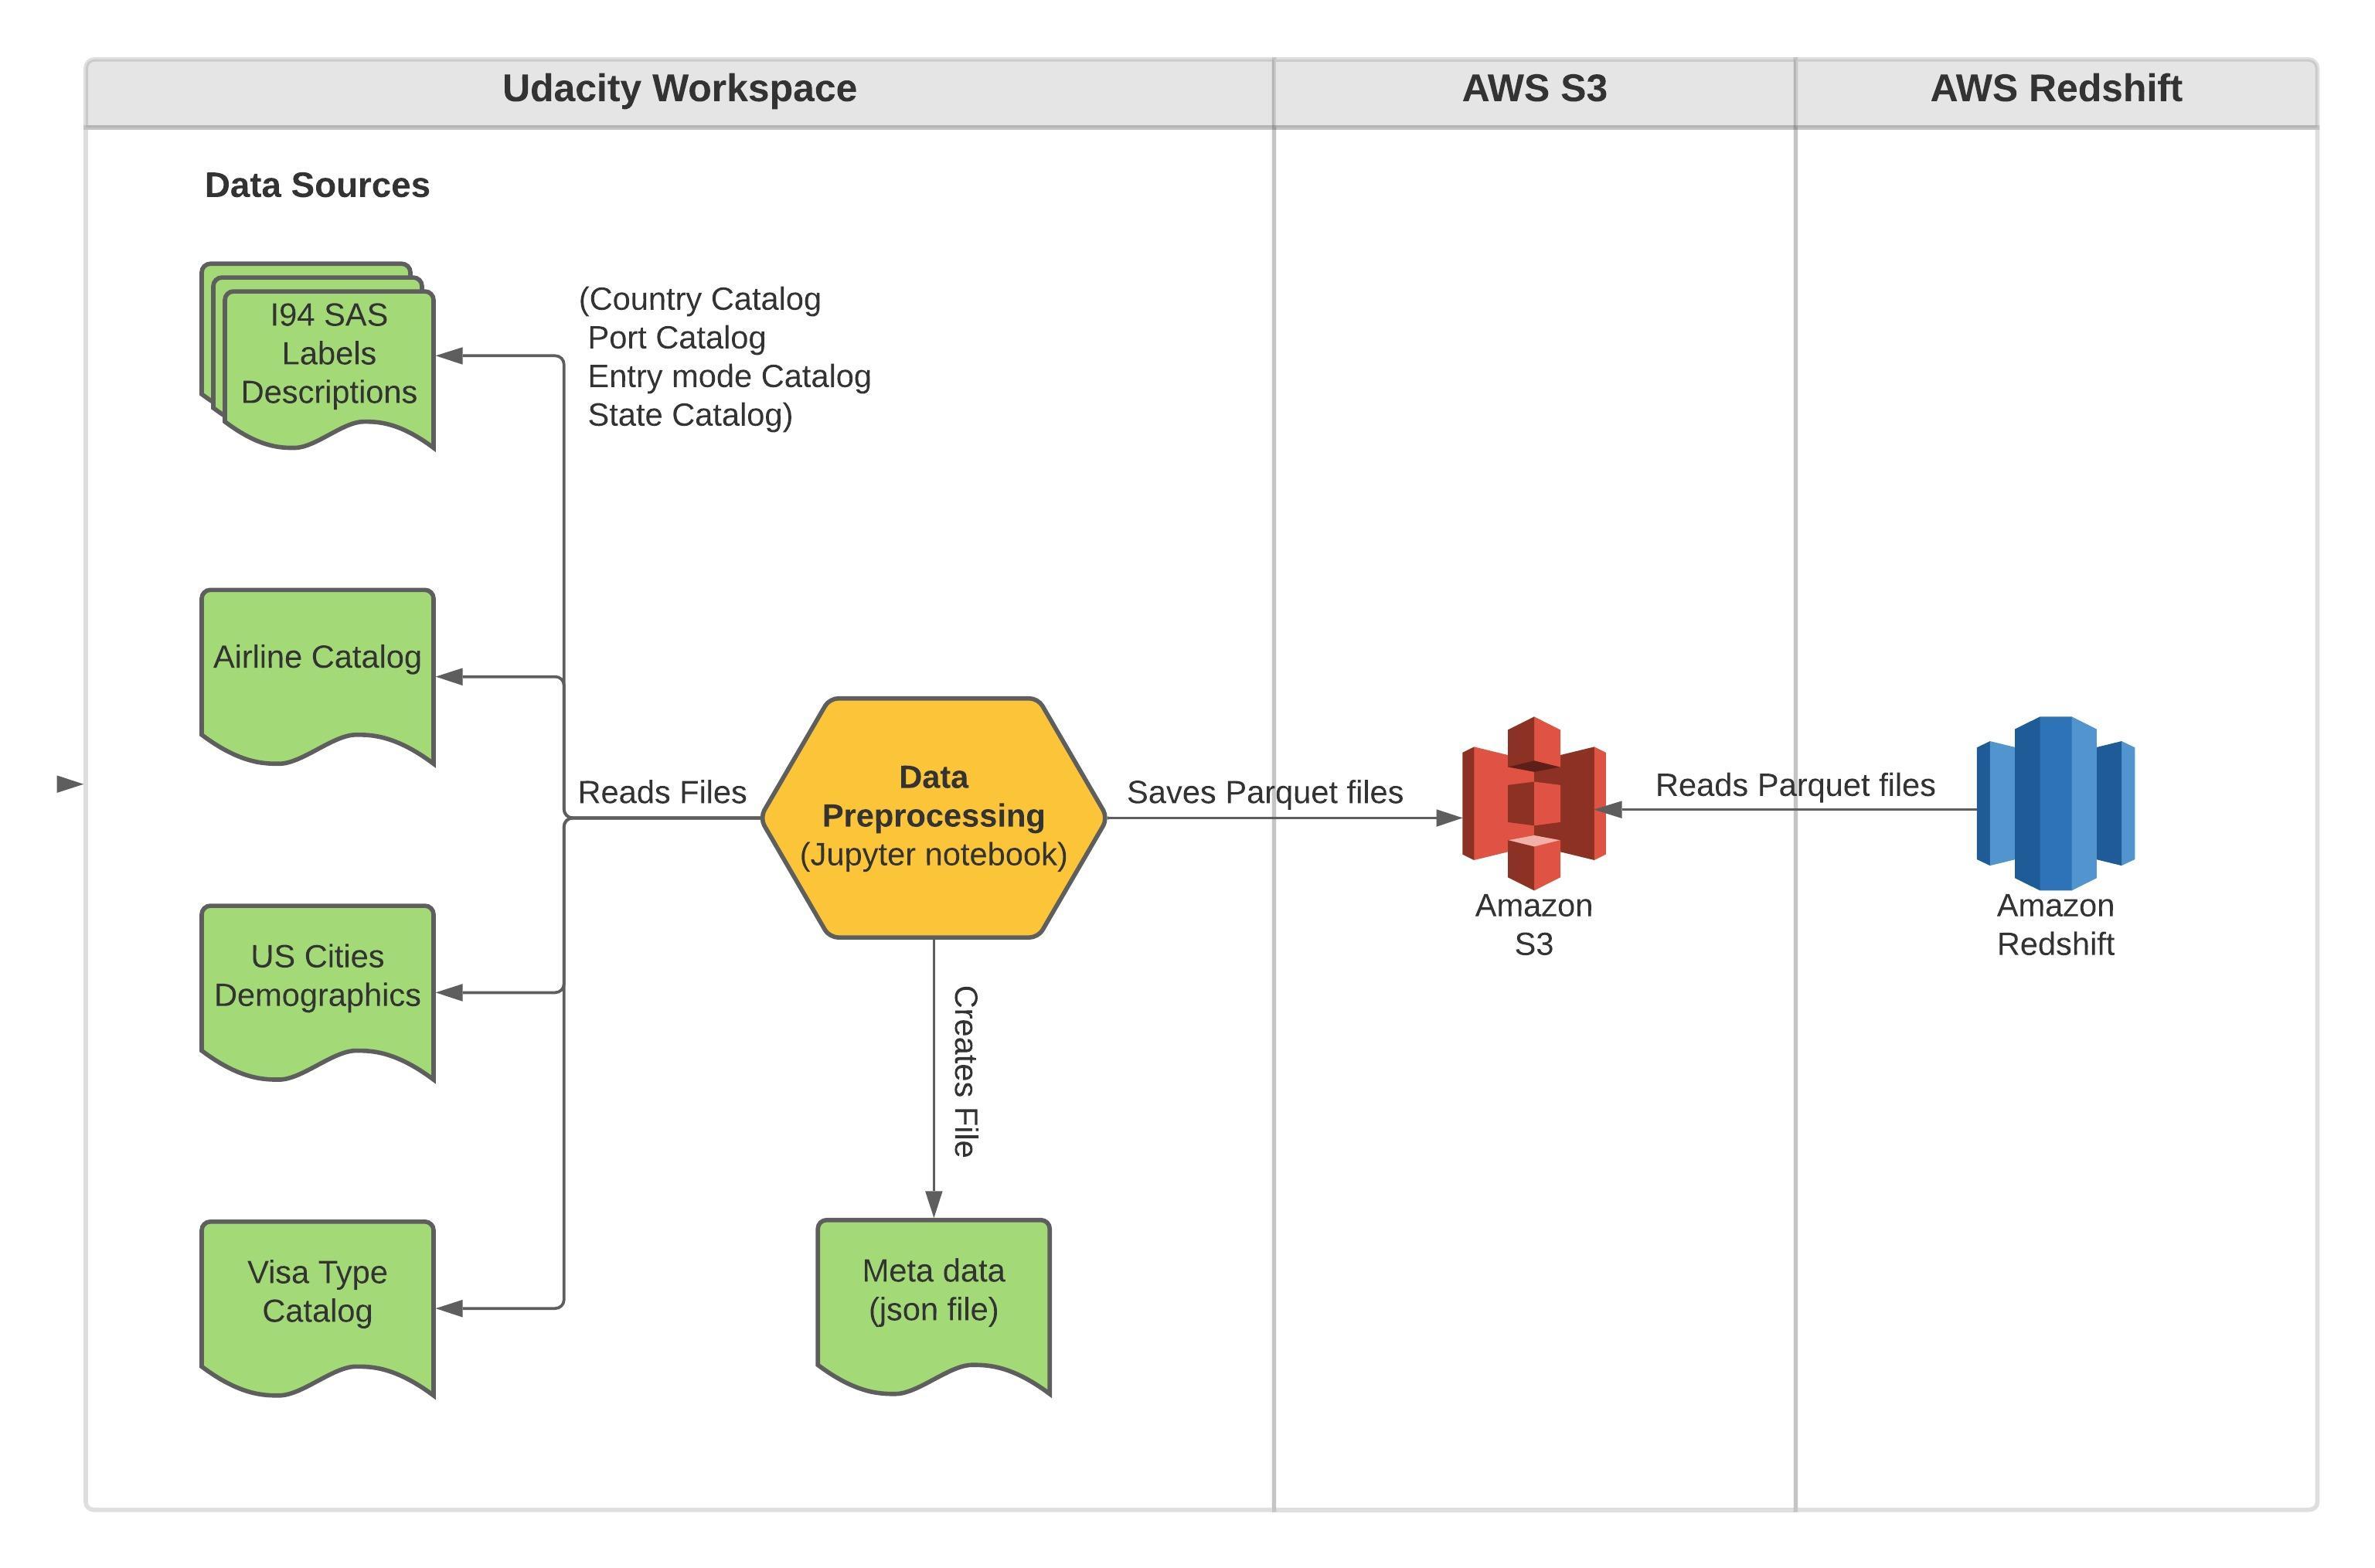 Udacity Workspace
AWS S3
AWS Redshift
Data Sources
I94 SAS
Labels
Descriptions
(Country Catalog
Port Catalog
Entry mode Catalog
State Catalog)
Airline Catalog
Reads Files
Data
Preprocessing
(Jupyter notebook)
Saves Parquet files
Reads Parquet files
Amazon
S3
Amazon
Redshift
US Cities
Demographics
Creates File
Visa Type
Catalog
Meta data
(json file)